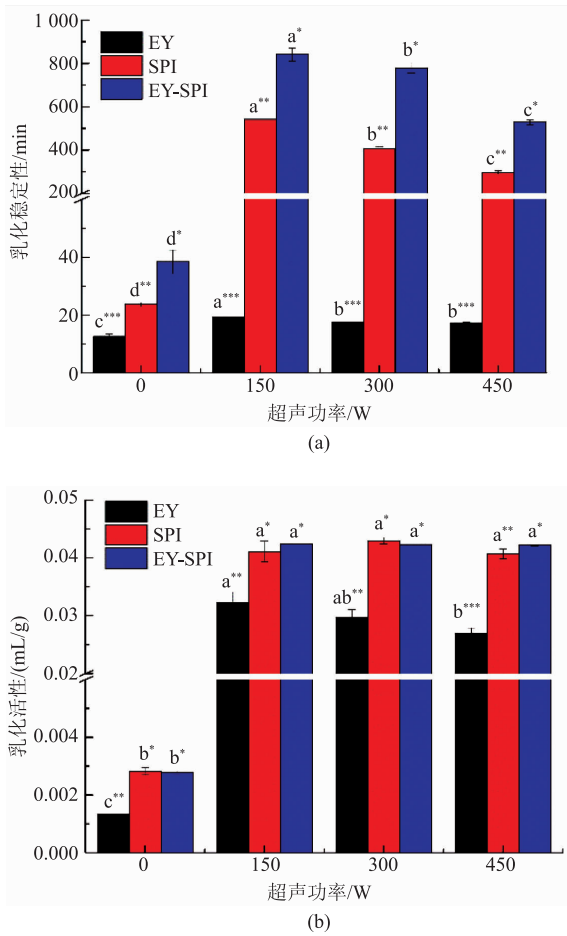 1 000
800
600
400
200
40
20
0
乳化稳定性/min
EY
SPI
EY-SPI
c***
d**
d*
a***
a**
a*
b***
b**
b*
b***
c**
c*
0
150
300
450
超声功率/W
(a)
0.05
0.04
0.03
0.02
0.004
0.002
0.000
乳化活性/(mL/g)
EY
SPI
EY-SPI
c**
b*
b*
a**
a*
a*
ab**
a*
a*
b***
a**
a*
0
150
300
450
超声功率/W
(b)